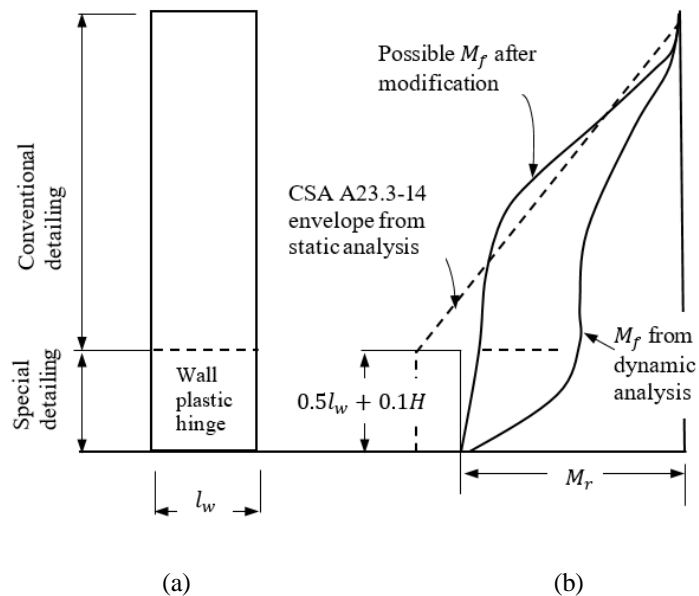 Conventional
detailing
Special
detailing
Wall
plastic
hinge
l_w
(a)
Possible M_f after
modification
CSA A23.3-14
envelope from
static analysis
0.5l_w + 0.1H
M_f from
dynamic
analysis
M_r
(b)